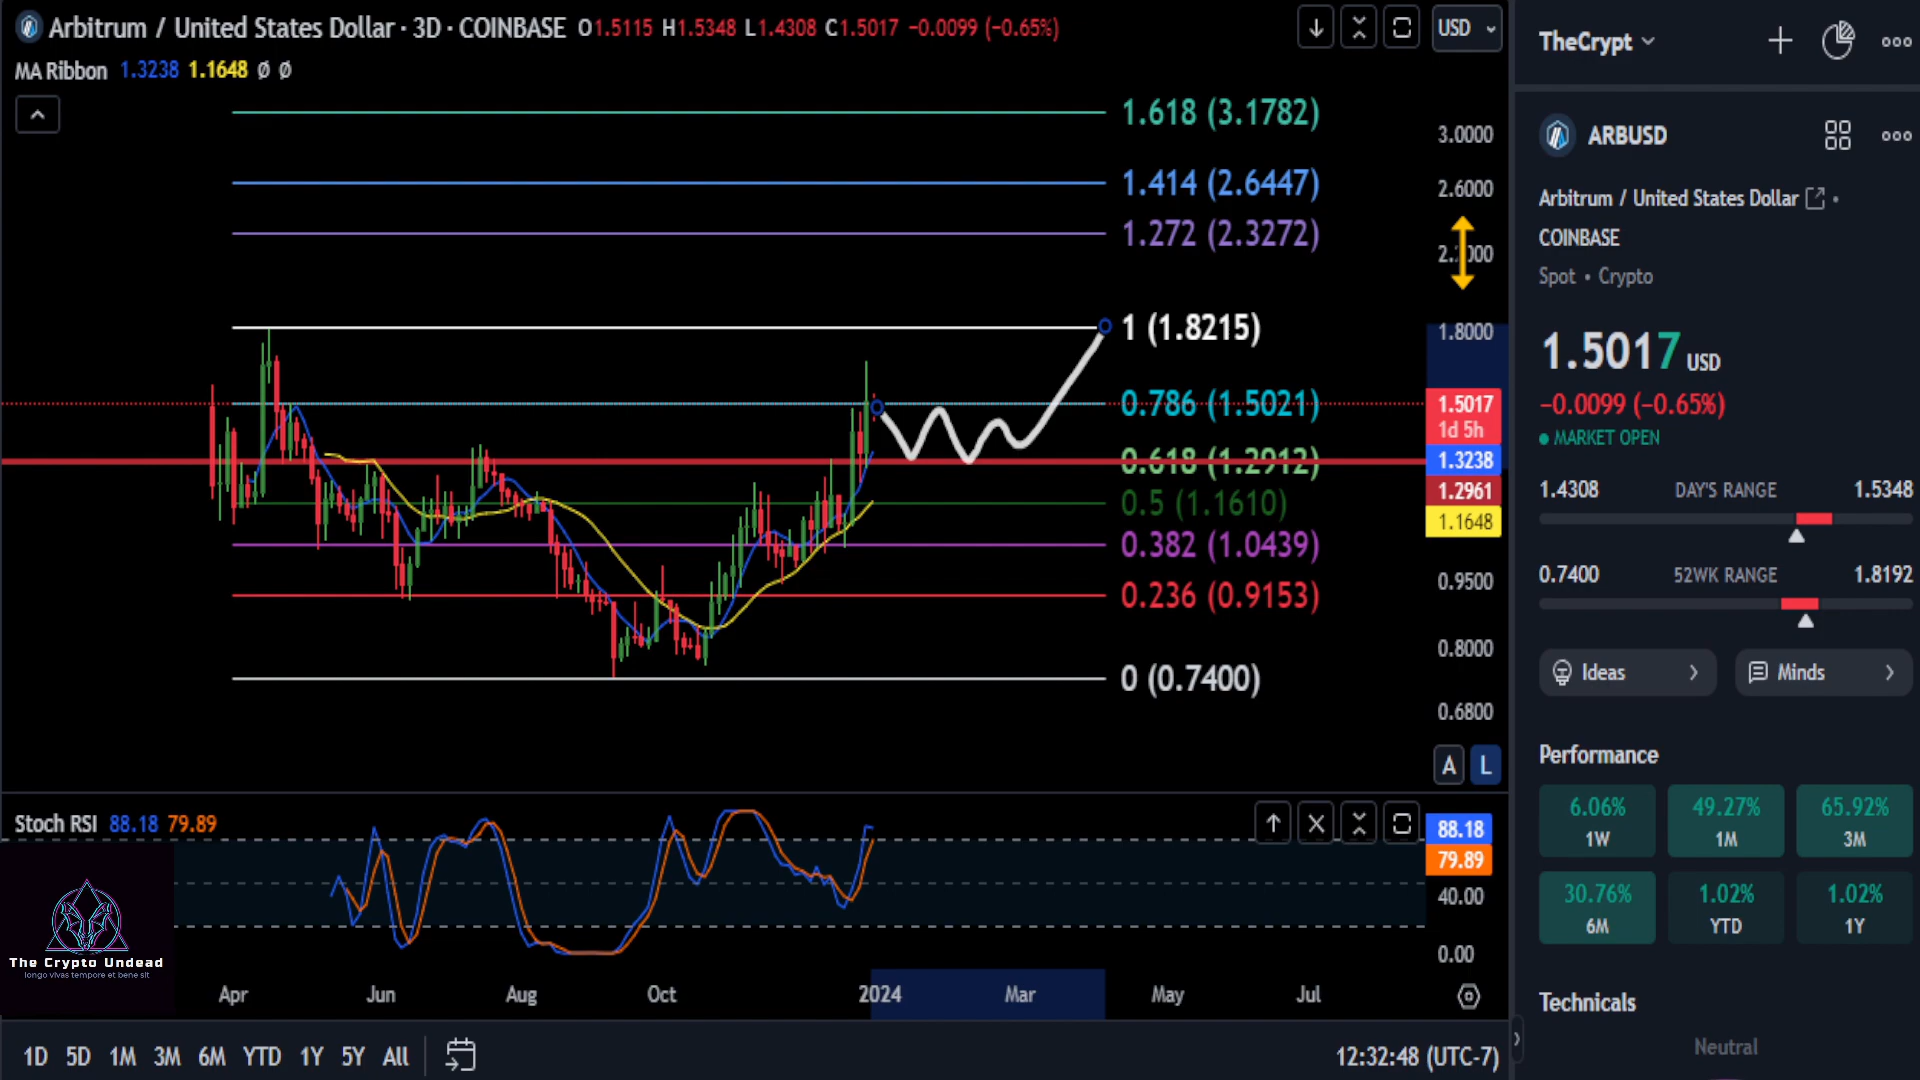 Arbitrum / United States Dollar · 3D · COINBASE O1.5115 H1.5348 L1.4308 C1.5017 −0.0099 (−0.65%)
USD
MA Ribbon 1.3238 1.1648 Ø Ø
1.618 (3.1782)
3.0000
1.414 (2.6447)
2.6000
1.272 (2.3272)
1 (1.8215)
1.8000
0.786 (1.5021)
1.5017
1d 5h
0.618 (1.2912)
1.3238
1.2961
0.5 (1.1610)
1.1648
0.382 (1.0439)
0.9500
0.236 (0.9153)
0.8000
0 (0.7400)
0.6800
A L
Stoch RSI 88.18 79.89
88.18
79.89
40.00
0.00
The Crypto Undead
longo vivas tempore et bene sit
Apr Jun Aug Oct 2024 Mar May Jul
1D 5D 1M 3M 6M YTD 1Y 5Y All
12:32:48 (UTC-7)
TheCrypt
ARBUSD
Arbitrum / United States Dollar •
COINBASE
Spot • Crypto
1.5017 USD
−0.0099 (−0.65%)
MARKET OPEN
1.4308 DAY'S RANGE 1.5348
0.7400 52WK RANGE 1.8192
Ideas Minds
Performance
6.06% 49.27% 65.92%
1W 1M 3M
30.76% 1.02% 1.02%
6M YTD 1Y
Technicals
Neutral